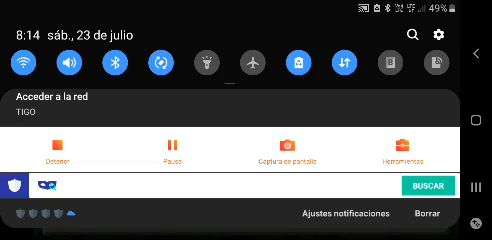 49%
8:14 sáb., 23 de julio
Acceder a la red
TIGO
Detener Pausa Captura de pantalla Herramientas
BUSCAR
Ajustes notificaciones Borrar